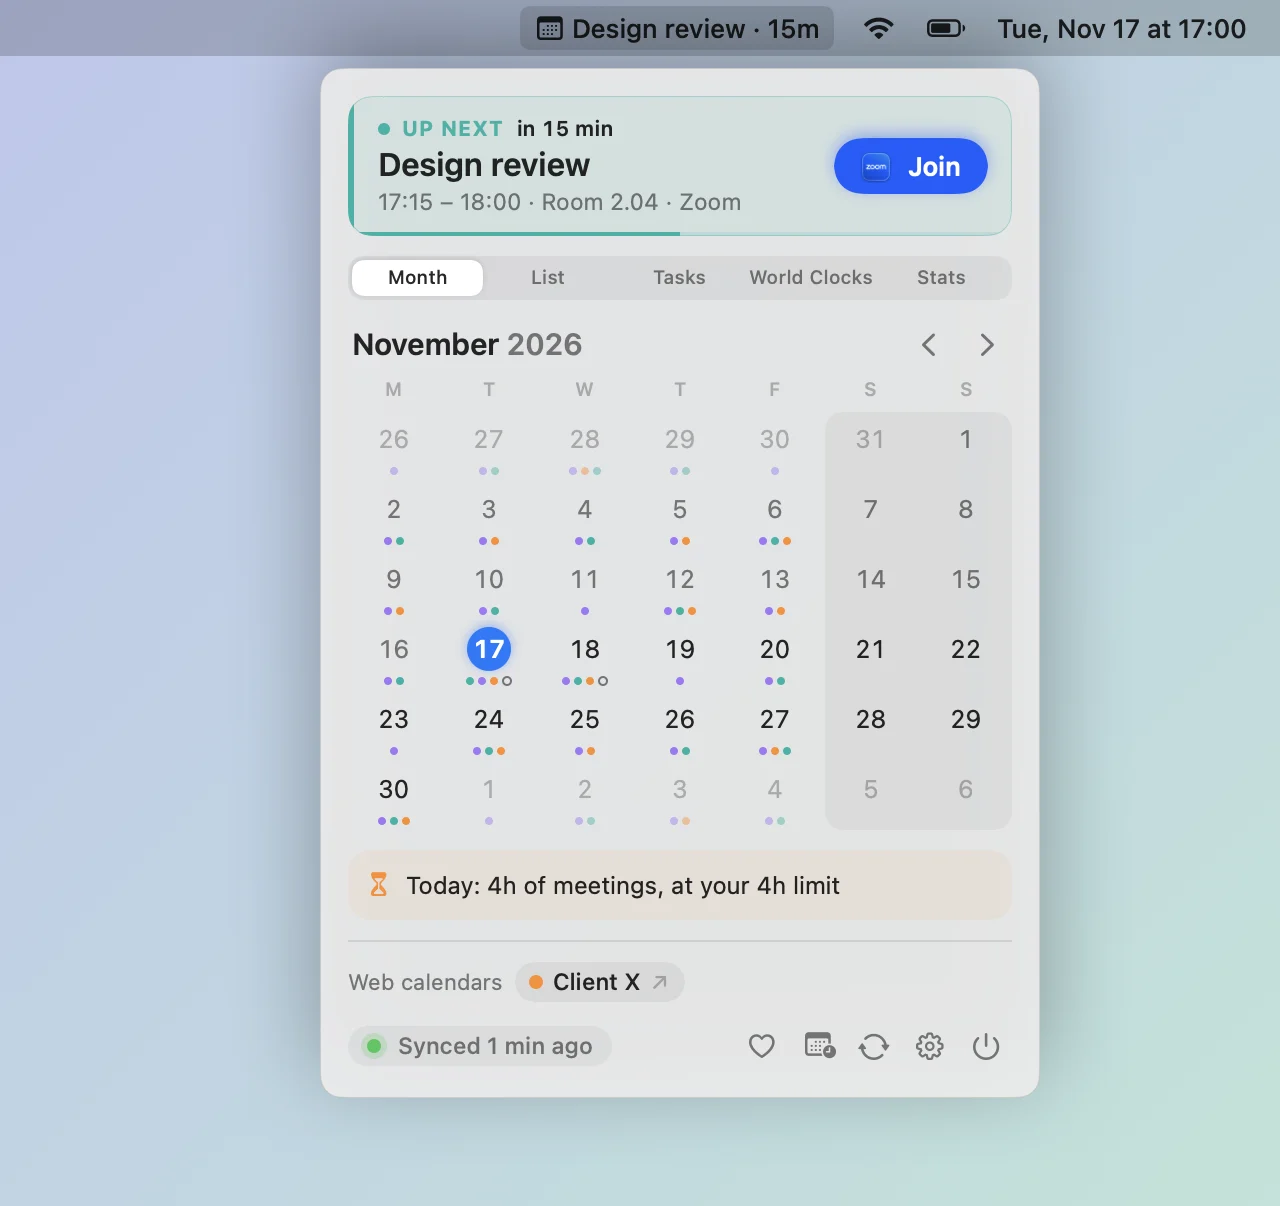 Design review · 15m
Tue, Nov 17 at 17:00
UP NEXT in 15 min
Design review
17:15 – 18:00 · Room 2.04 · Zoom
zoom Join
Month List Tasks World Clocks Stats
November 2026
M T W T F S S
26 27 28 29 30 31 1
2 3 4 5 6 7 8
9 10 11 12 13 14 15
16 17 18 19 20 21 22
23 24 25 26 27 28 29
30 1 2 3 4 5 6
Today: 4h of meetings, at your 4h limit
Web calendars Client X
Synced 1 min ago